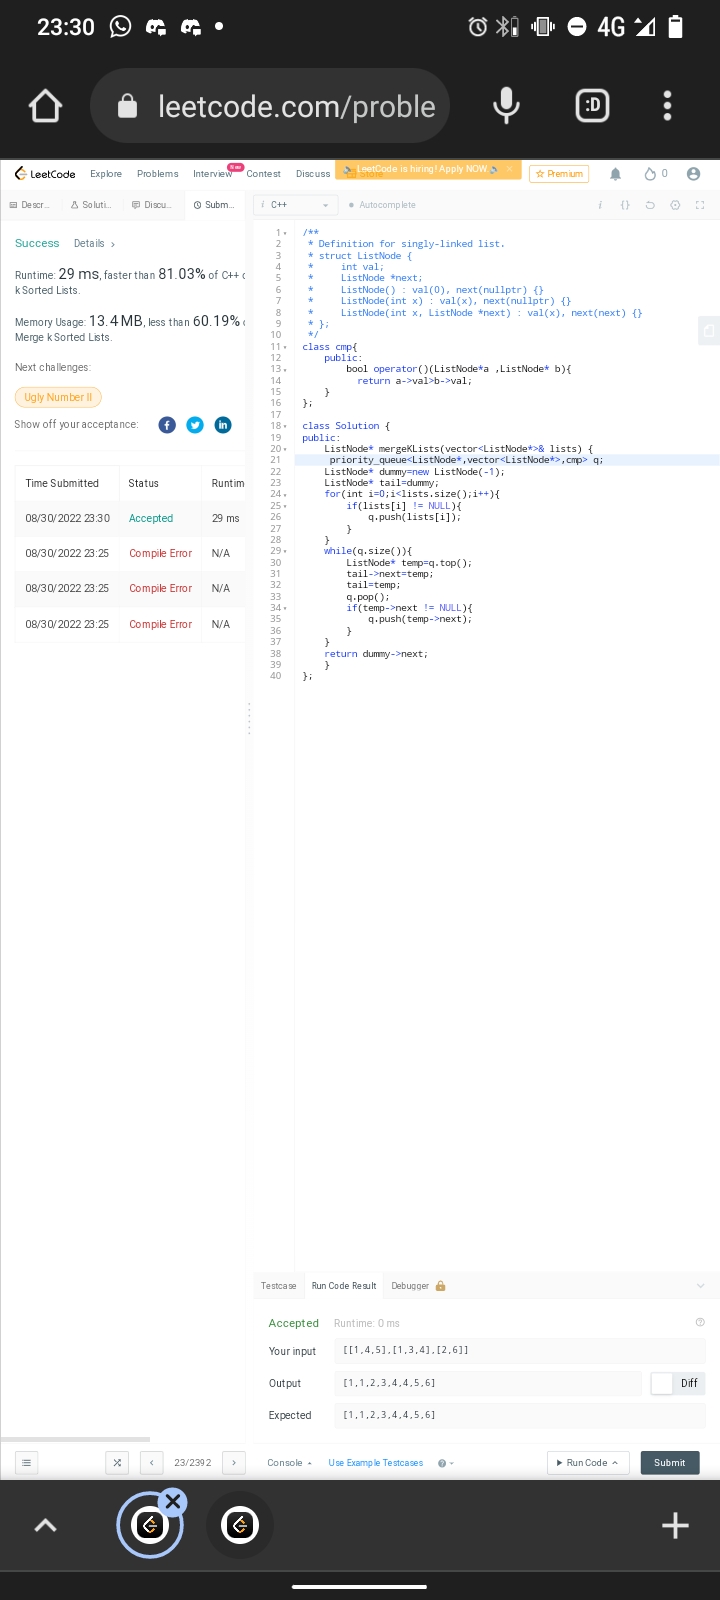 23:30
4G
leetcode.com/proble
:D
LeetCode Explore Problems Interview New Contest Discuss LeetCode is hiring! Apply NOW. Premium 0
Descr... Soluti... Discu... Subm...
i C++ Autocomplete
Success Details
Runtime: 29 ms, faster than 81.03% of C++
k Sorted Lists.
Memory Usage: 13.4 MB, less than 60.19%
Merge k Sorted Lists.
Next challenges:
Ugly Number II
Show off your acceptance:
Time Submitted Status Runtim
08/30/2022 23:30 Accepted 29 ms
08/30/2022 23:25 Compile Error N/A
08/30/2022 23:25 Compile Error N/A
08/30/2022 23:25 Compile Error N/A
1 /**
2 * Definition for singly-linked list.
3 * struct ListNode {
4 *     int val;
5 *     ListNode *next;
6 *     ListNode() : val(0), next(nullptr) {}
7 *     ListNode(int x) : val(x), next(nullptr) {}
8 *     ListNode(int x, ListNode *next) : val(x), next(next) {}
9 * };
10 */
11 class cmp{
12     public:
13         bool operator()(ListNode*a ,ListNode* b){
14           return a->val>b->val;
15     }
16 };
17
18 class Solution {
19 public:
20     ListNode* mergeKLists(vector<ListNode*>& lists) {
21      priority_queue<ListNode*,vector<ListNode*>,cmp> q;
22     ListNode* dummy=new ListNode(-1);
23     ListNode* tail=dummy;
24     for(int i=0;i<lists.size();i++){
25         if(lists[i] != NULL){
26             q.push(lists[i]);
27         }
28     }
29     while(q.size()){
30         ListNode* temp=q.top();
31         tail->next=temp;
32         tail=temp;
33         q.pop();
34         if(temp->next != NULL){
35             q.push(temp->next);
36         }
37     }
38     return dummy->next;
39     }
40 };
Testcase Run Code Result Debugger
Accepted Runtime: 0 ms
Your input [[1,4,5],[1,3,4],[2,6]]
Output [1,1,2,3,4,4,5,6] Diff
Expected [1,1,2,3,4,4,5,6]
23/2392 Console Use Example Testcases Run Code Submit